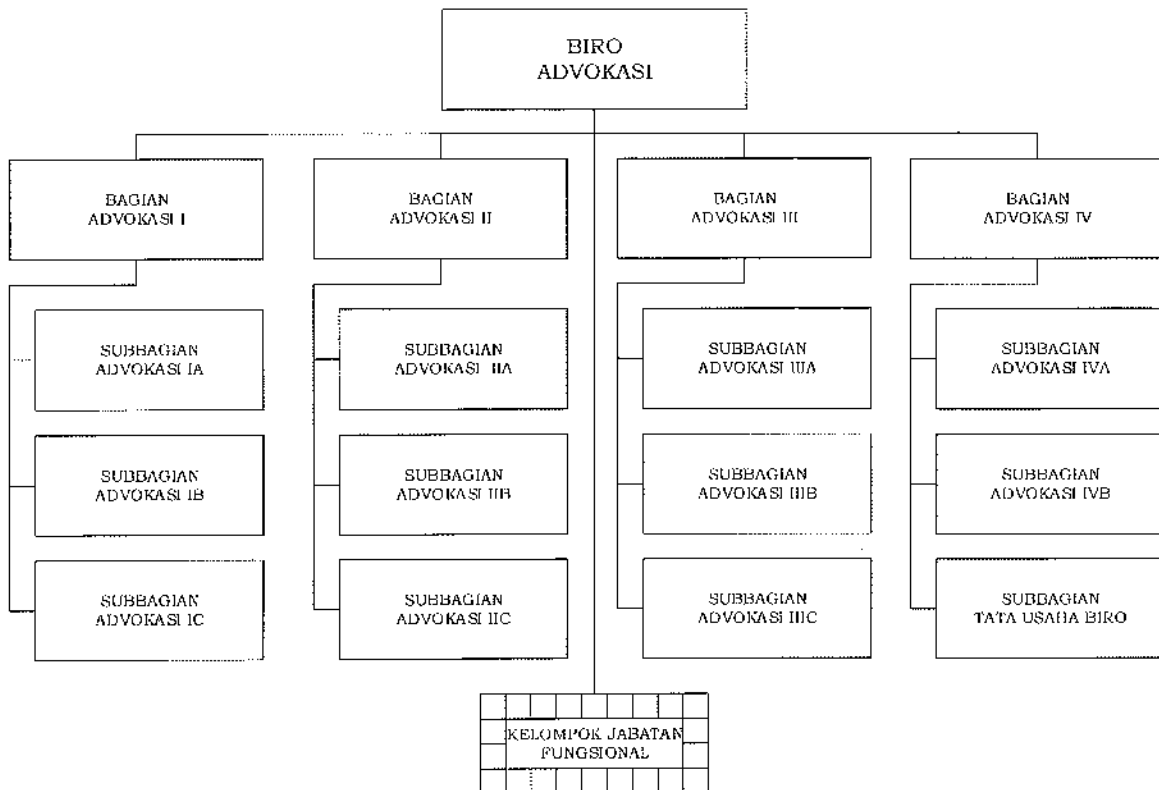 BIRO
ADVOKASI
BAGIAN
ADVOKASI I
BAGIAN
ADVOKASI II
BAGIAN
ADVOKASI III
BAGIAN
ADVOKASI IV
SUBBAGIAN
ADVOKASI IA
SUBBAGIAN
ADVOKASI IIA
SUBBAGIAN
ADVOKASI IIIA
SUBBAGIAN
ADVOKASI IVA
SUBBAGIAN
ADVOKASI IB
SUBBAGIAN
ADVOKASI IIB
SUBBAGIAN
ADVOKASI IIIB
SUBBAGIAN
ADVOKASI IVB
SUBBAGIAN
ADVOKASI IC
SUBBAGIAN
ADVOKASI IIC
SUBBAGIAN
ADVOKASI IIIC
SUBBAGIAN
TATA USAHA BIRO
KELOMPOK JABATAN
FUNGSIONAL